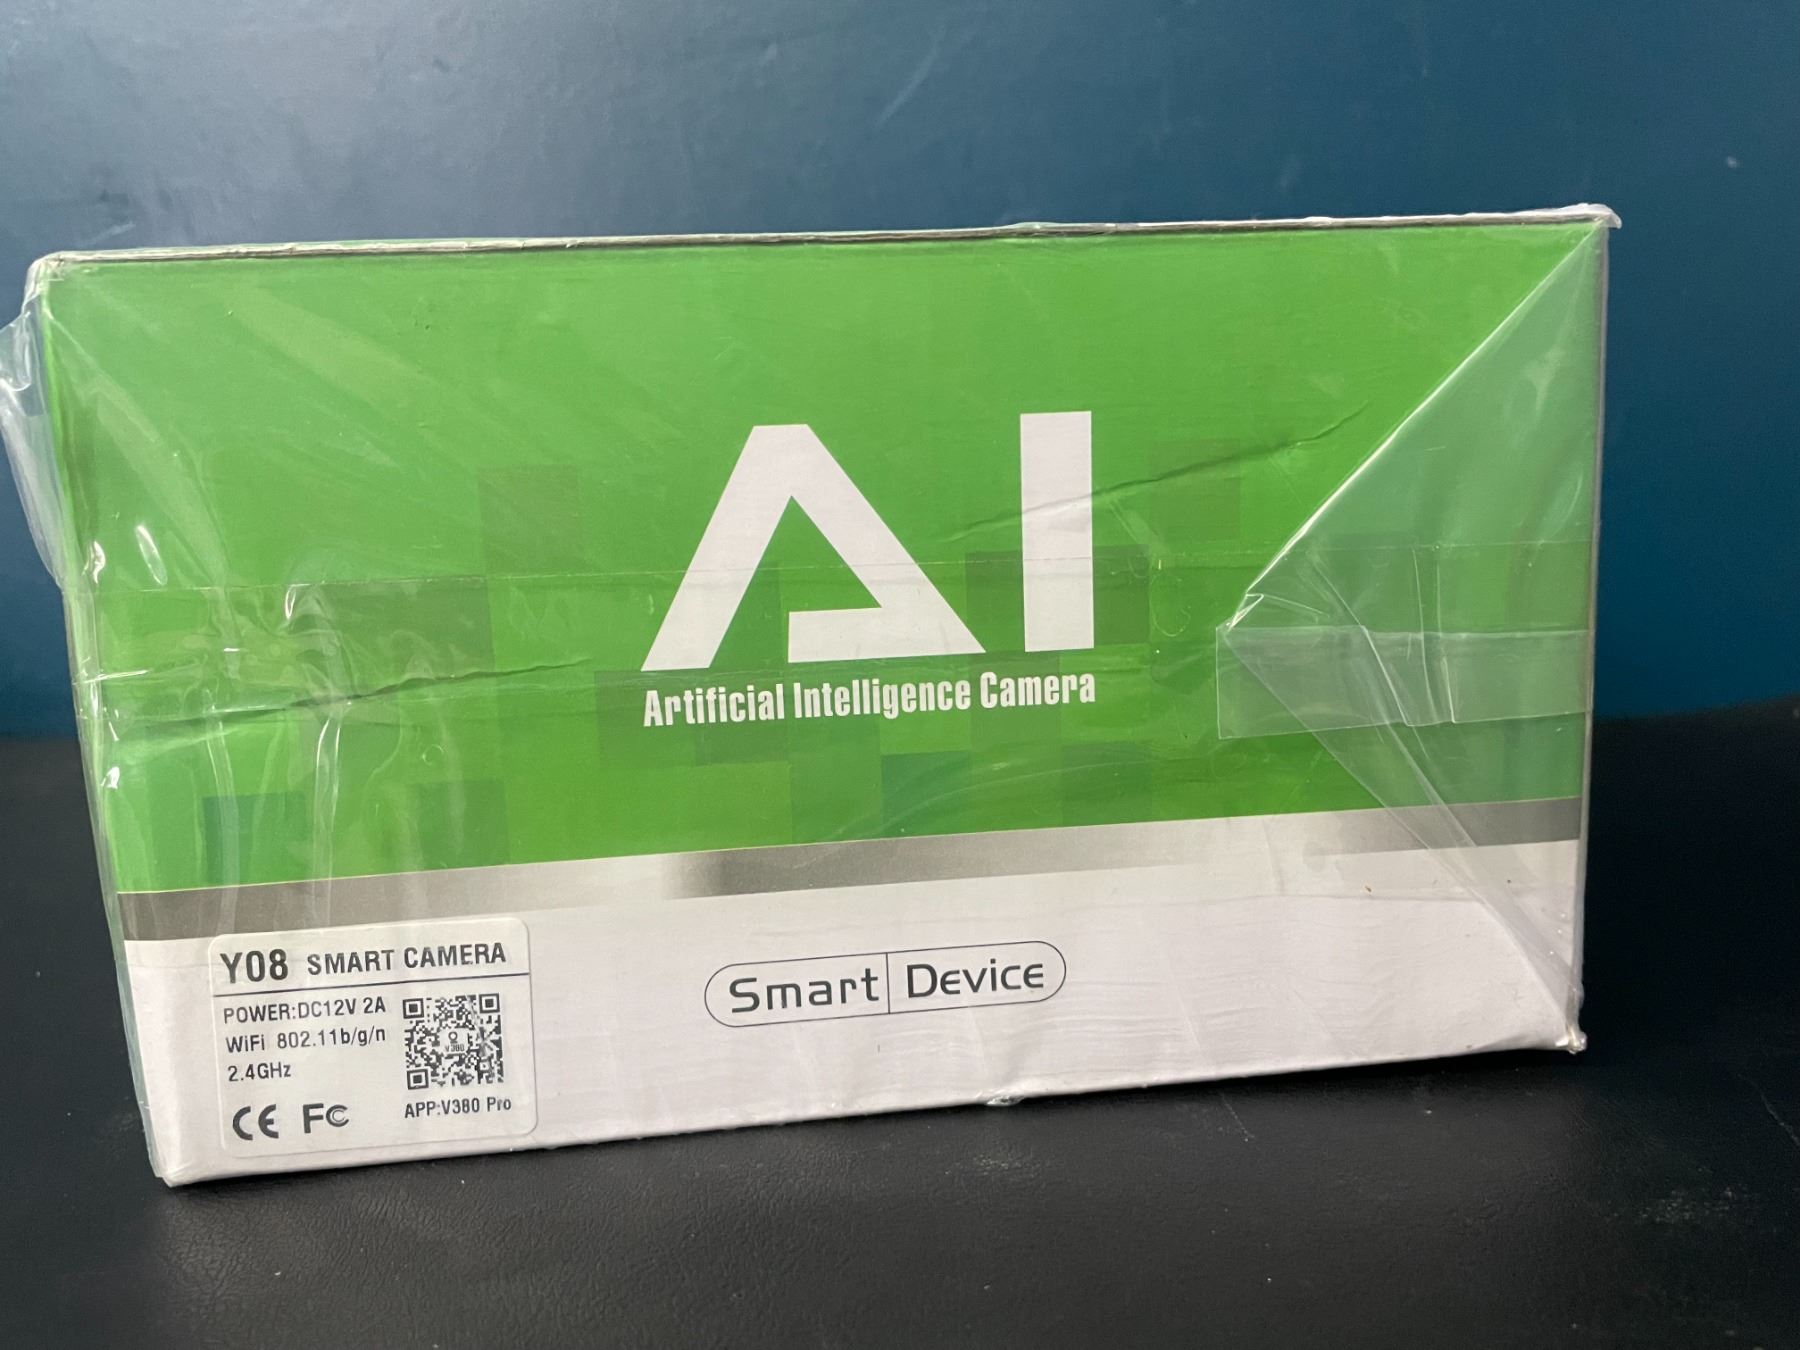 AI
Artificial Intelligence Camera
Y08 SMART CAMERA
POWER:DC12V 2A
WiFi 802.11b/g/n
2.4GHz
CE FC
V380
APP:V380 Pro
Smart Device